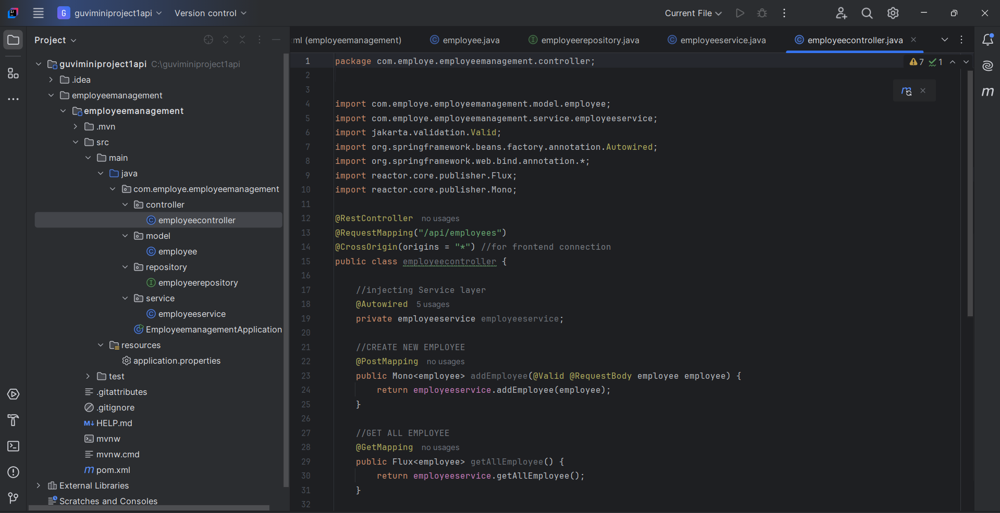 G guviminiproject1api Version control Current File
Project
ml (employeemanagement) employee.java employeerepository.java employeeservice.java employeecontroller.java
guviminiproject1api C:\guviminiproject1api
.idea
employeemanagement
employeemanagement
.mvn
src
main
java
com.employe.employeemanagement
controller
employeecontroller
model
employee
repository
employeerepository
service
employeeservice
EmployeemanagementApplication
resources
application.properties
test
.gitattributes
.gitignore
M↓ HELP.md
mvnw
mvnw.cmd
m pom.xml
External Libraries
Scratches and Consoles
7 1
m
m
1 package com.employe.employeemanagement.controller;
2
3
4 import com.employe.employeemanagement.model.employee;
5 import com.employe.employeemanagement.service.employeeservice;
6 import jakarta.validation.Valid;
7 import org.springframework.beans.factory.annotation.Autowired;
8 import org.springframework.web.bind.annotation.*;
9 import reactor.core.publisher.Flux;
10 import reactor.core.publisher.Mono;
11
12 @RestController no usages
13 @RequestMapping("/api/employees")
14 @CrossOrigin(origins = "*") //for frontend connection
15 public class employeecontroller {
16
17 //injecting Service layer
18 @Autowired 5 usages
19 private employeeservice employeeservice;
20
21 //CREATE NEW EMPLOYEE
22 @PostMapping no usages
23 public Mono<employee> addEmployee(@Valid @RequestBody employee employee) {
24 return employeeservice.addEmployee(employee);
25 }
26
27 //GET ALL EMPLOYEE
28 @GetMapping no usages
29 public Flux<employee> getAllEmployee() {
30 return employeeservice.getAllEmployee();
31 }
32